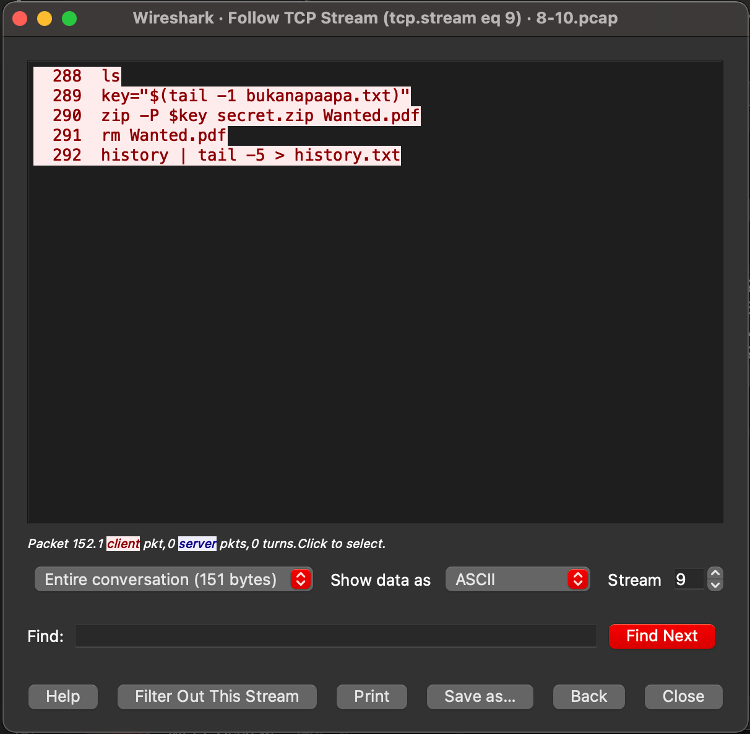 Wireshark · Follow TCP Stream (tcp.stream eq 9) · 8-10.pcap
288 ls
289 key="$(tail -1 bukanapaapa.txt)"
290 zip -P $key secret.zip Wanted.pdf
291 rm Wanted.pdf
292 history | tail -5 > history.txt
Packet 152.1 client pkt,0 server pkts,0 turns.Click to select.
Entire conversation (151 bytes) Show data as ASCII Stream 9
Find: Find Next
Help Filter Out This Stream Print Save as... Back Close